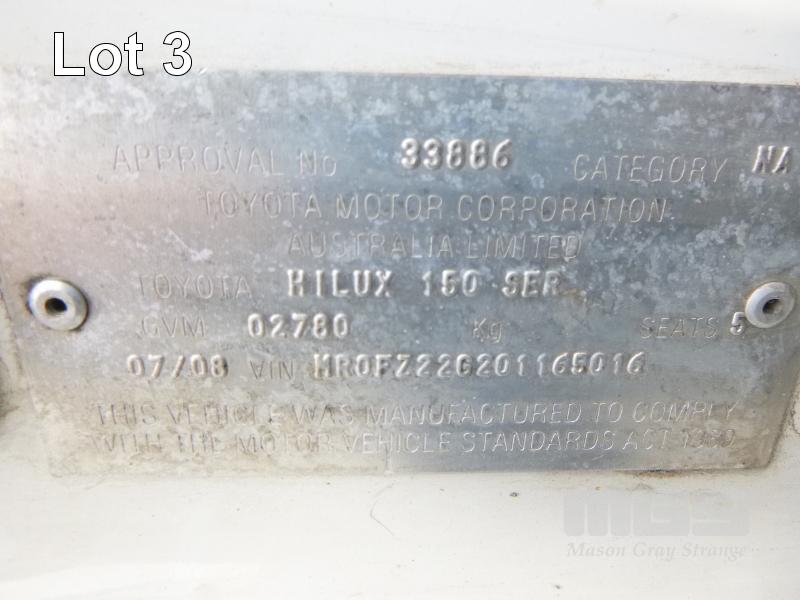 Lot 3
APPROVAL No 33886 CATEGORY NA
TOYOTA MOTOR CORPORATION
AUSTRALIA LIMITED
TOYOTA HILUX 150 SER
GVM 02780 Kg SEATS 5
07/08 VIN MR0FZ22G201165016
THIS VEHICLE WAS MANUFACTURED TO COMPLY
WITH THE MOTOR VEHICLE STANDARDS ACT 1989
MGS
Mason Gray Strange